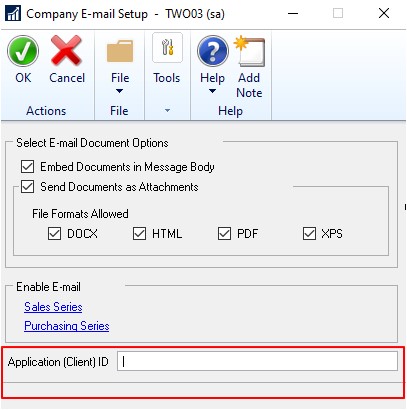 Company E-mail Setup - TWO03 (sa)
OK Cancel File Tools Help Add Note
Actions File Help
Select E-mail Document Options
Embed Documents in Message Body
Send Documents as Attachments
File Formats Allowed
DOCX HTML PDF XPS
Enable E-mail
Sales Series
Purchasing Series
Application (Client) ID